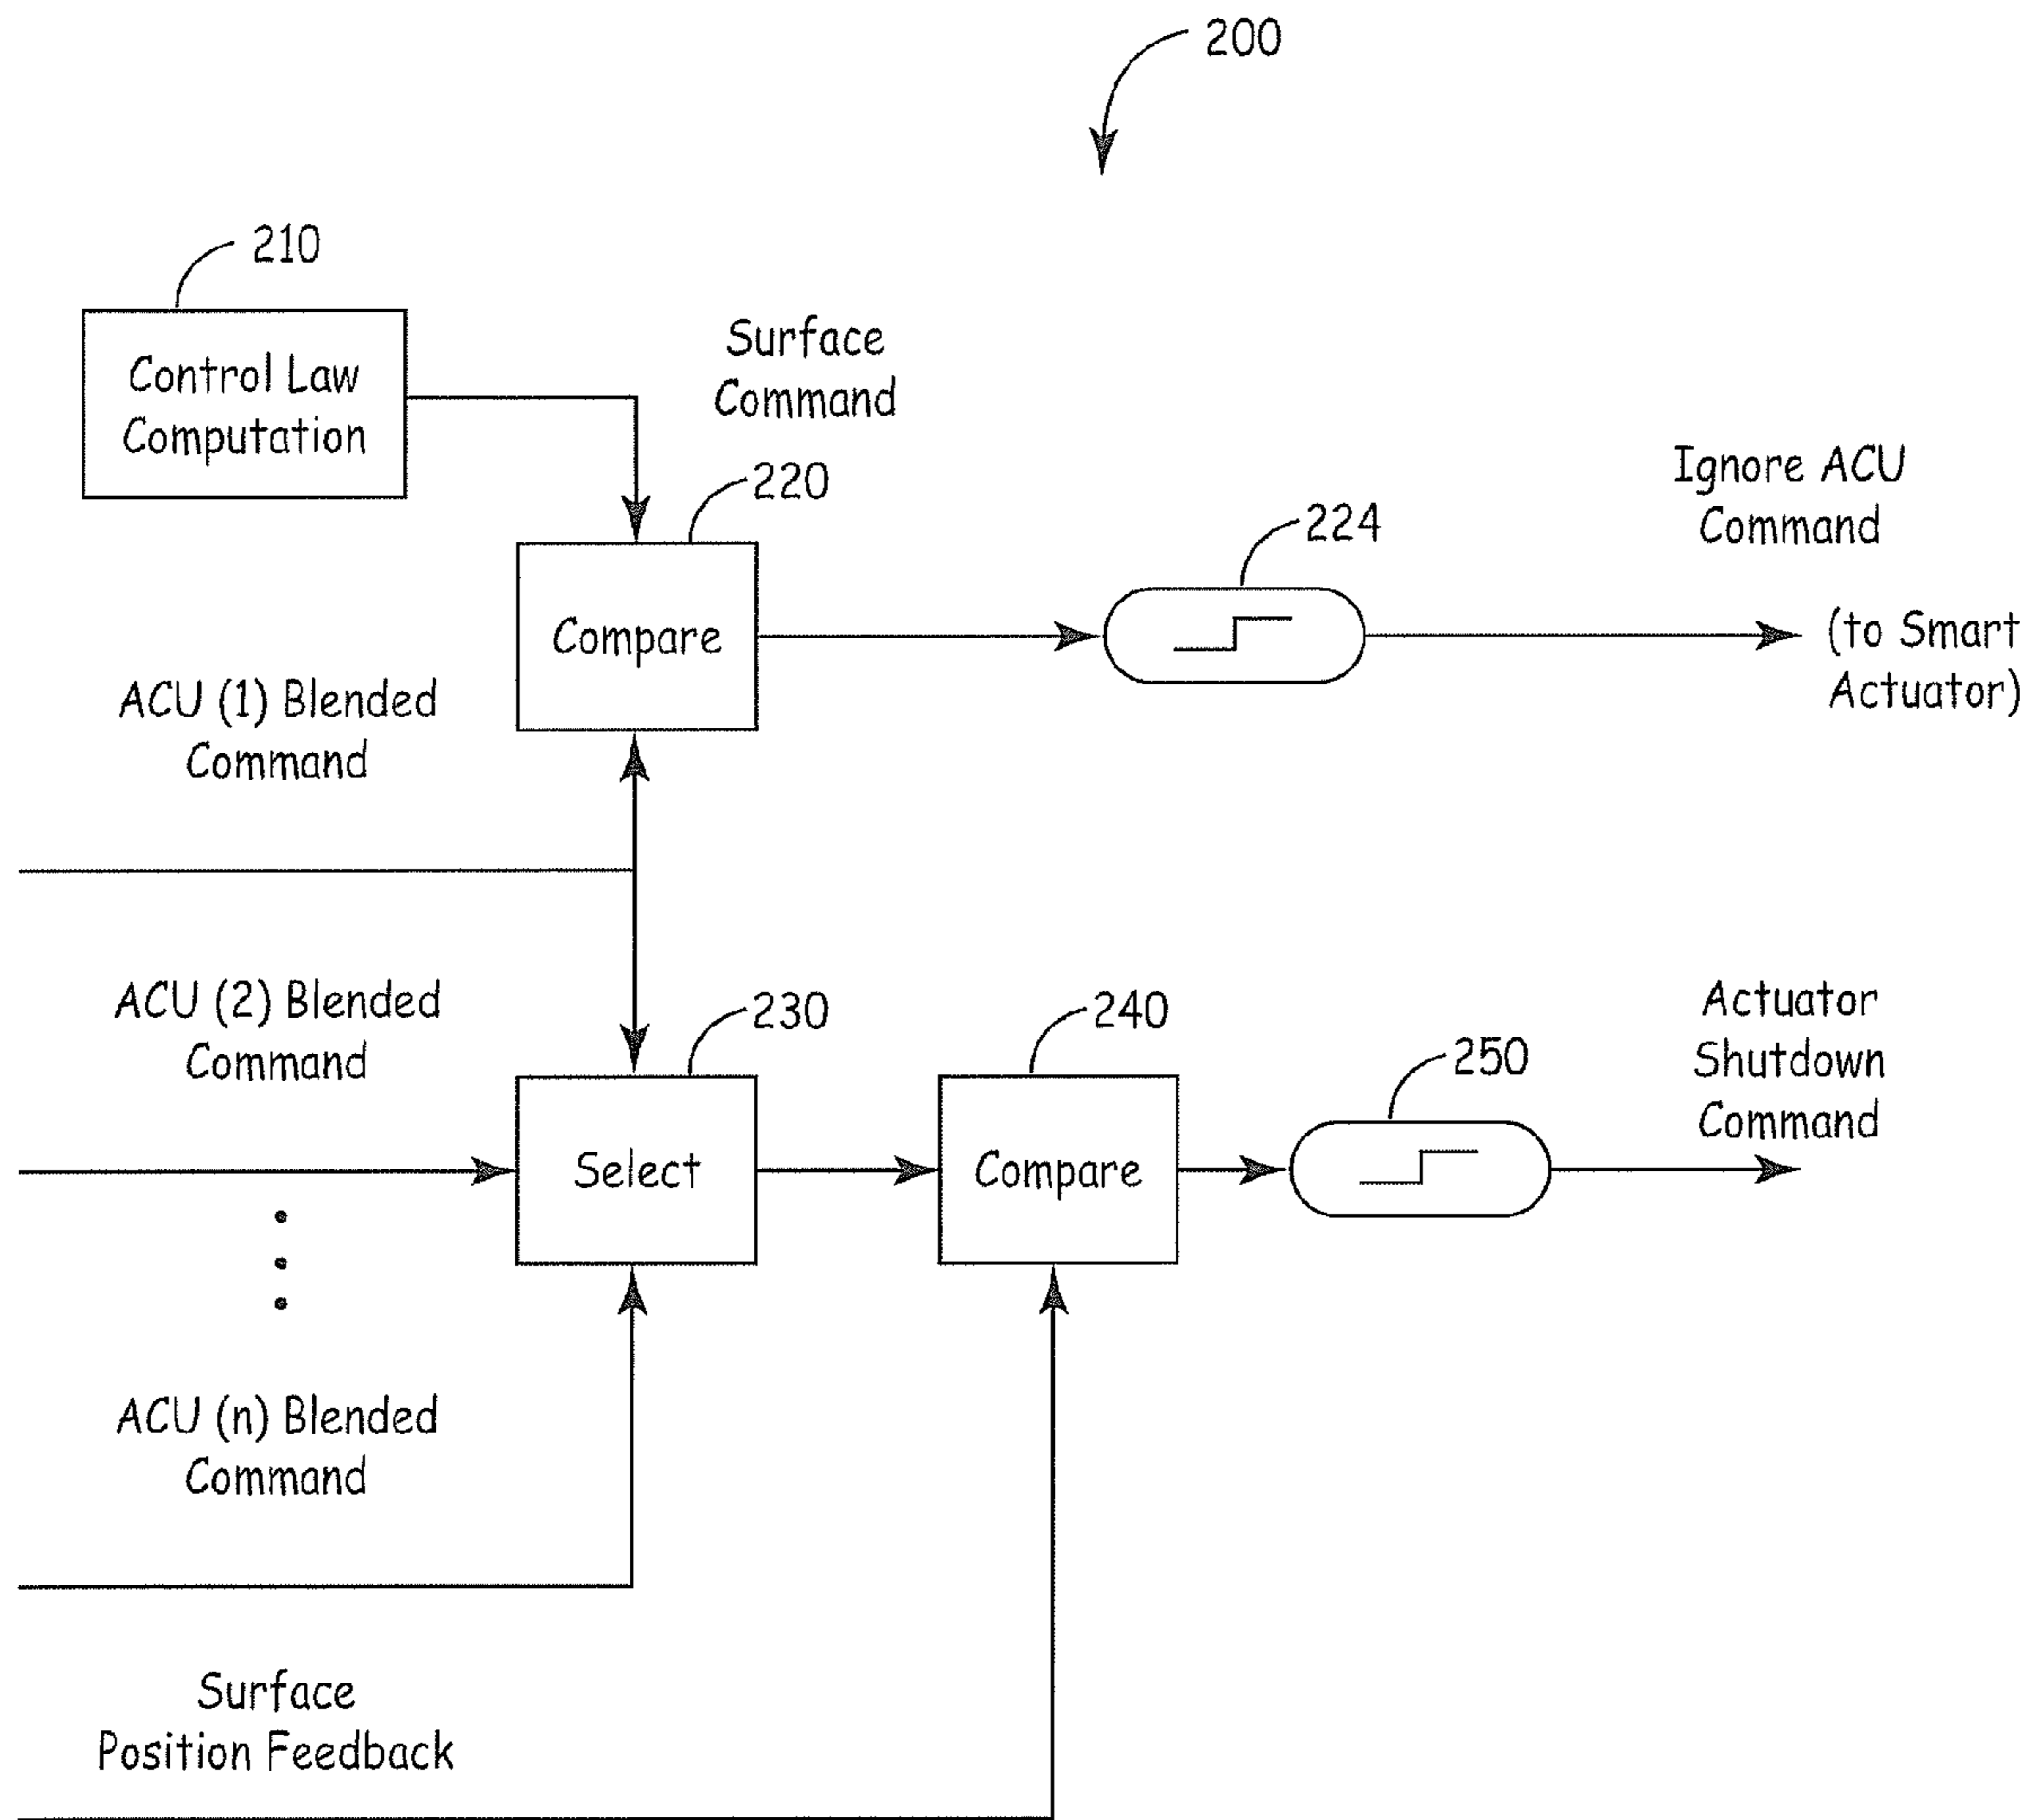 200
210
Control Law
Computation
Surface
Command
220
Compare
224
Ignore ACU
Command
(to Smart
Actuator)
ACU (1) Blended
Command
ACU (2) Blended
Command
230
Select
240
Compare
250
Actuator
Shutdown
Command
ACU (n) Blended
Command
Surface
Position Feedback